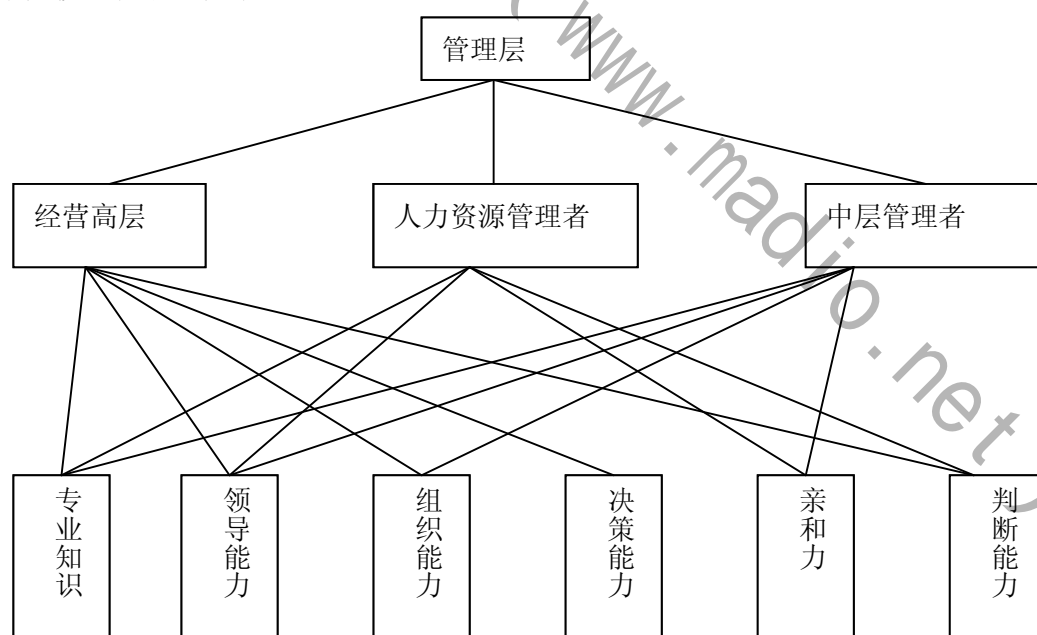 管理层
经营高层
人力资源管理者
中层管理者
专业知识
领导能力
组织能力
决策能力
亲和力
判断能力
www.madio.net